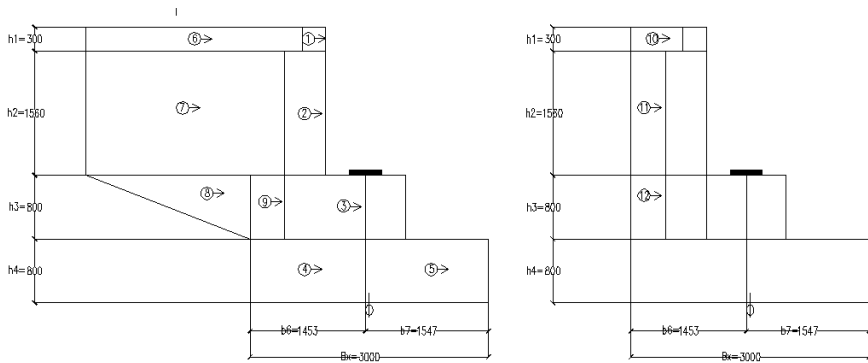 h1=300
⑥
①
h2=1560
⑦
②
h3=800
⑧
⑨
③
h4=800
④
⑤
b6=1453
b7=1547
Bx=3000
h1=300
⑩
h2=1560
⑪
h3=800
⑫
h4=800
b6=1453
b7=1547
Bx=3000